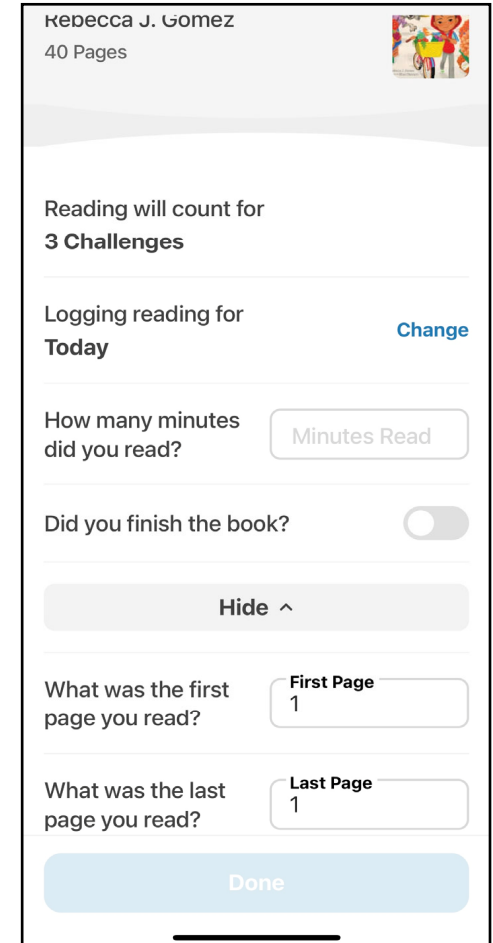 Rebecca J. Gomez
40 Pages
Reading will count for
3 Challenges
Logging reading for
Today
Change
How many minutes
did you read?
Minutes Read
Did you finish the book?
Hide ^
What was the first
page you read?
First Page
1
What was the last
page you read?
Last Page
1
Done